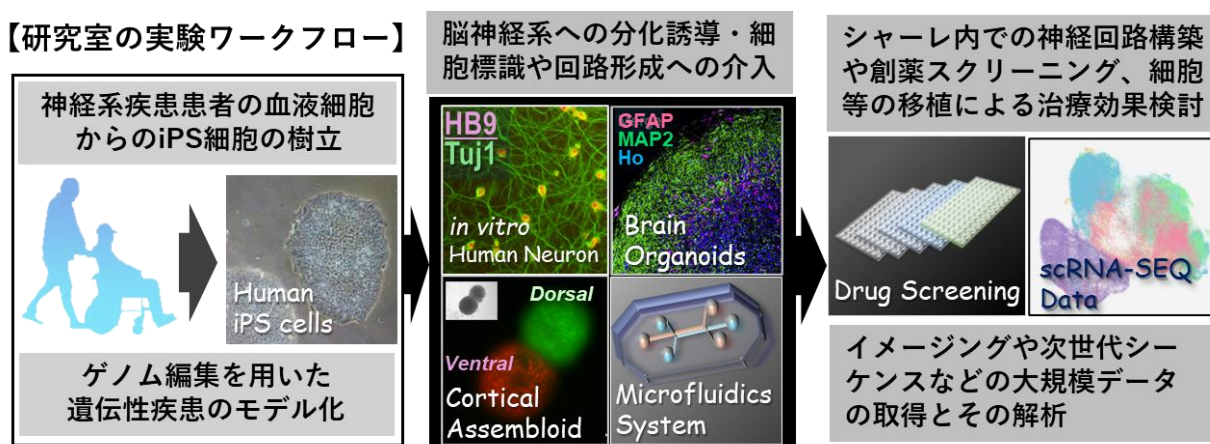 【研究室の実験ワークフロー】
神経系疾患患者の血液細胞
からのiPS細胞の樹立
Human
iPS cells
ゲノム編集を用いた
遺伝性疾患のモデル化
脳神経系への分化誘導・細
胞標識や回路形成への介入
HB9
Tuj1
in vitro
Human Neuron
GFAP
MAP2
Ho
Brain
Organoids
Dorsal
Ventral
Cortical
Assembloid
Microfluidics
System
シャーレ内での神経回路構築
や創薬スクリーニング、細胞
等の移植による治療効果検討
Drug Screening
scRNA-SEQ
Data
イメージングや次世代シー
ケンスなどの大規模データ
の取得とその解析